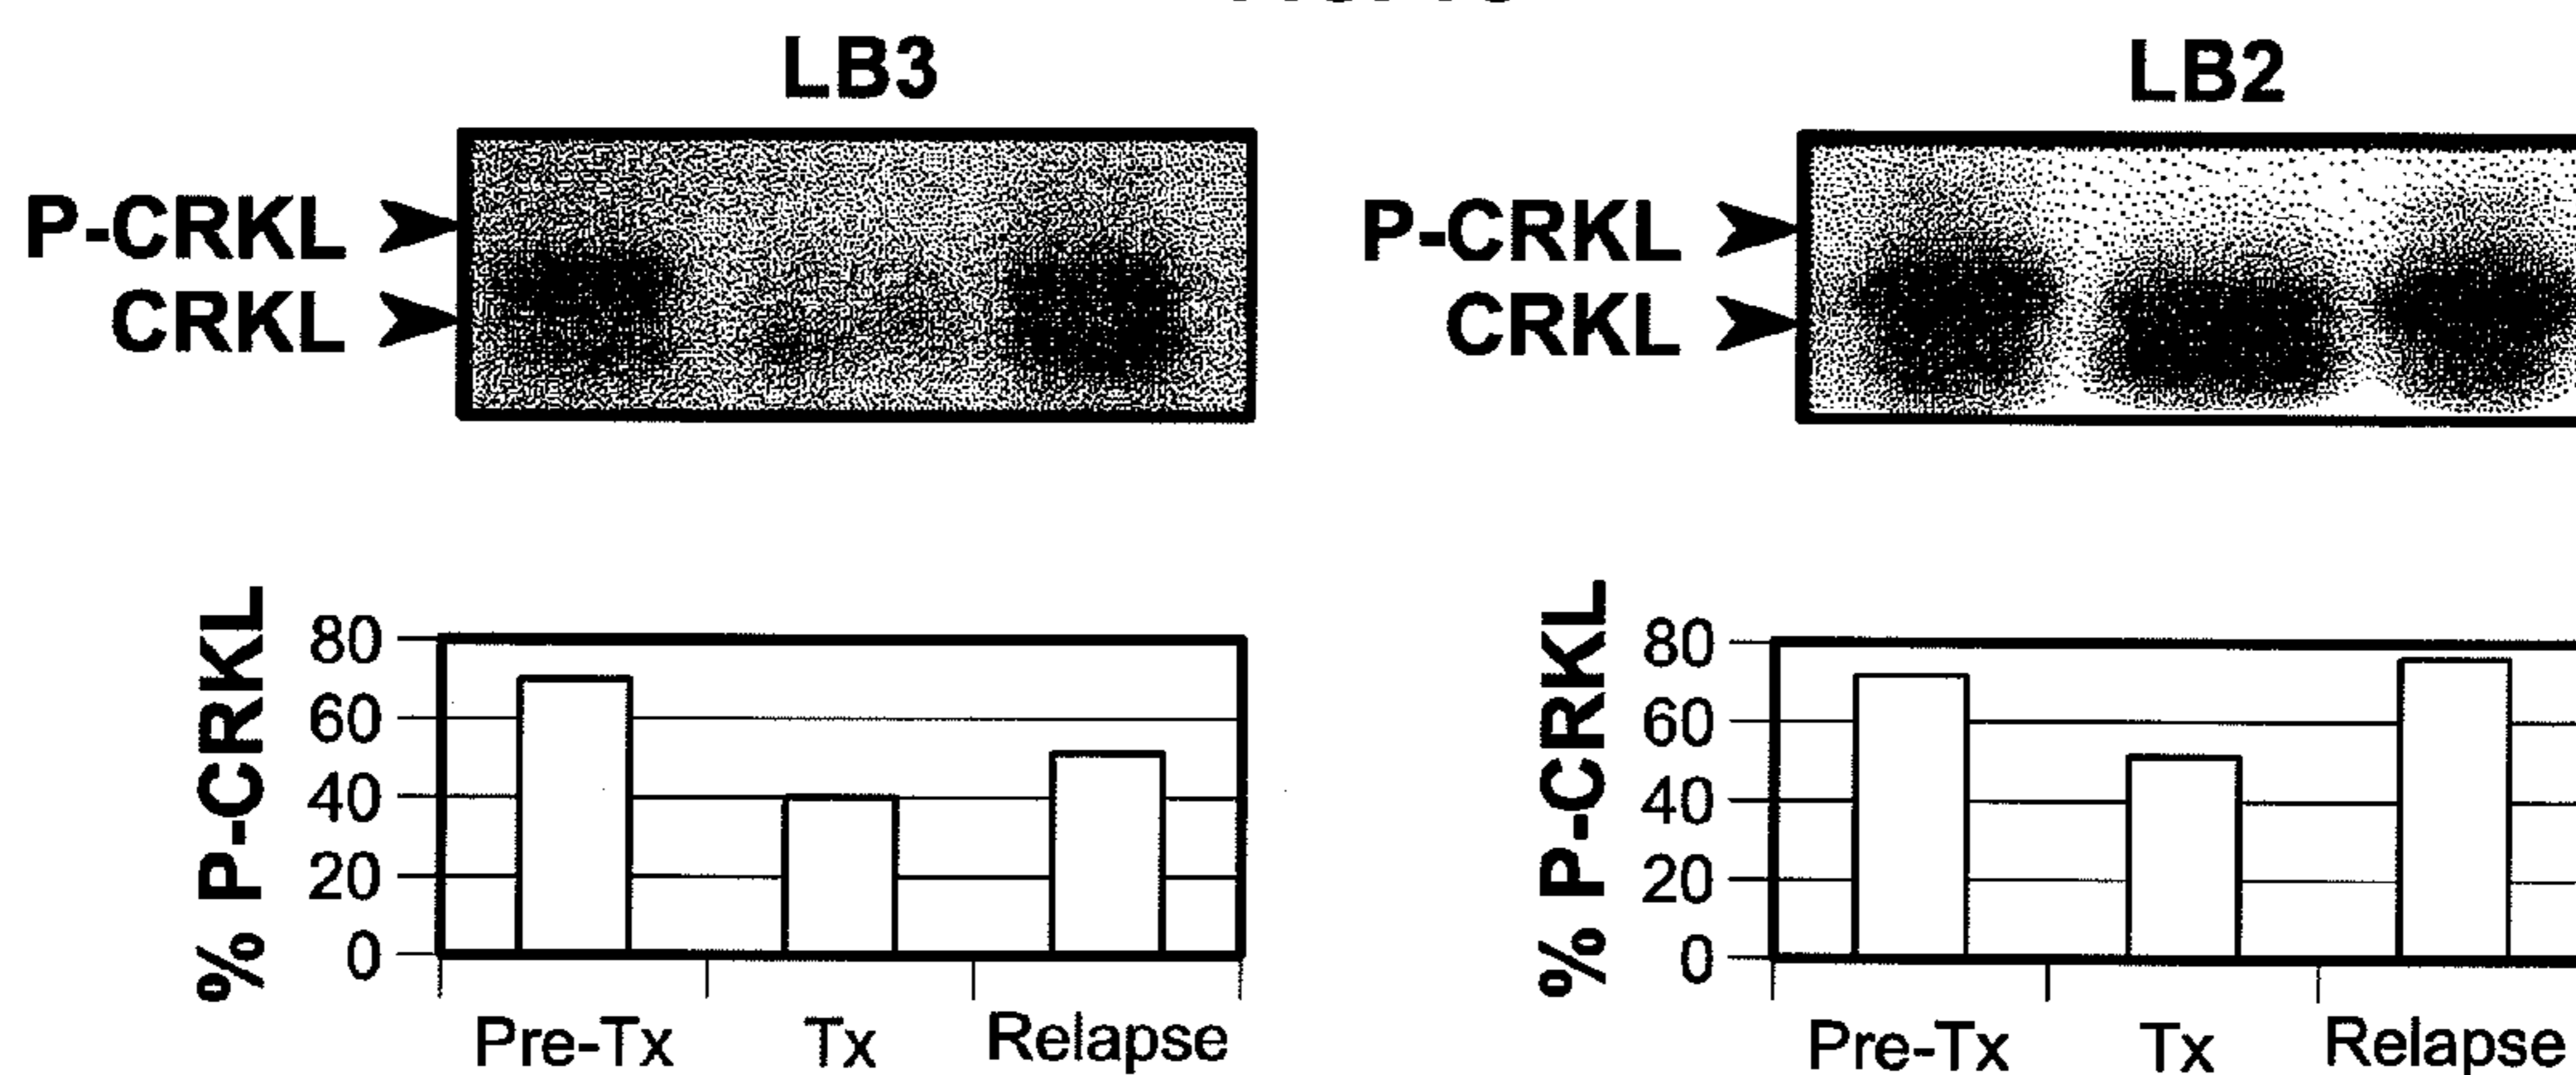 LB3
P-CRKL
CRKL
% P-CRKL
80
60
40
20
0
Pre-Tx Tx Relapse
LB2
P-CRKL
CRKL
% P-CRKL
80
60
40
20
0
Pre-Tx Tx Relapse